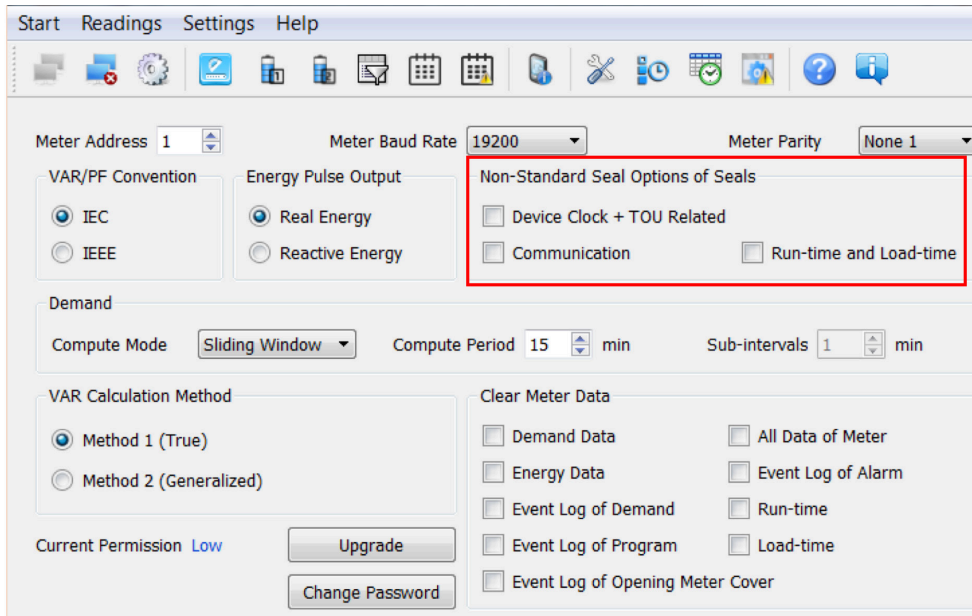 Start Readings Settings Help
1 2
Meter Address 1 Meter Baud Rate 19200 Meter Parity None 1
VAR/PF Convention Energy Pulse Output Non-Standard Seal Options of Seals
IEC Real Energy Device Clock + TOU Related
IEEE Reactive Energy Communication Run-time and Load-time
Demand
Compute Mode Sliding Window Compute Period 15 min Sub-intervals 1 min
VAR Calculation Method Clear Meter Data
Method 1 (True) Demand Data All Data of Meter
Method 2 (Generalized) Energy Data Event Log of Alarm
Event Log of Demand Run-time
Current Permission Low Upgrade Event Log of Program Load-time
Change Password Event Log of Opening Meter Cover